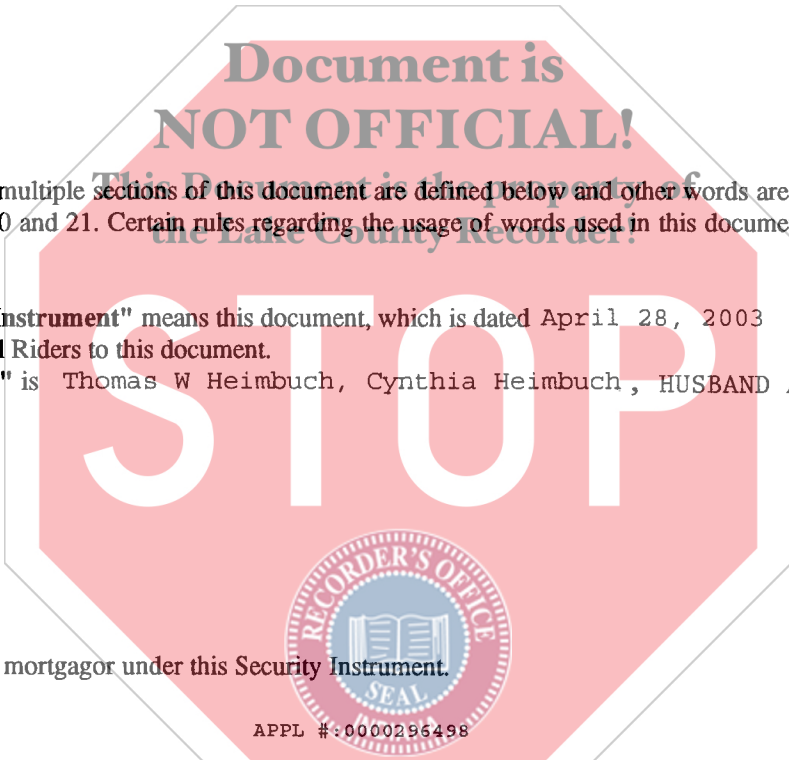 Document is
NOT OFFICIAL!
This Document is the property of
the Lake County Recorder!
multiple sections of this document are defined below and other words are
0 and 21. Certain rules regarding the usage of words used in this docume
nstrument" means this document, which is dated April 28, 2003
Riders to this document.
" is Thomas W Heimbuch, Cynthia Heimbuch, HUSBAND
STOP
RECORDER'S OFFICE
SEAL
INDIANA
mortgagor under this Security Instrument.
APPL #:0000296498